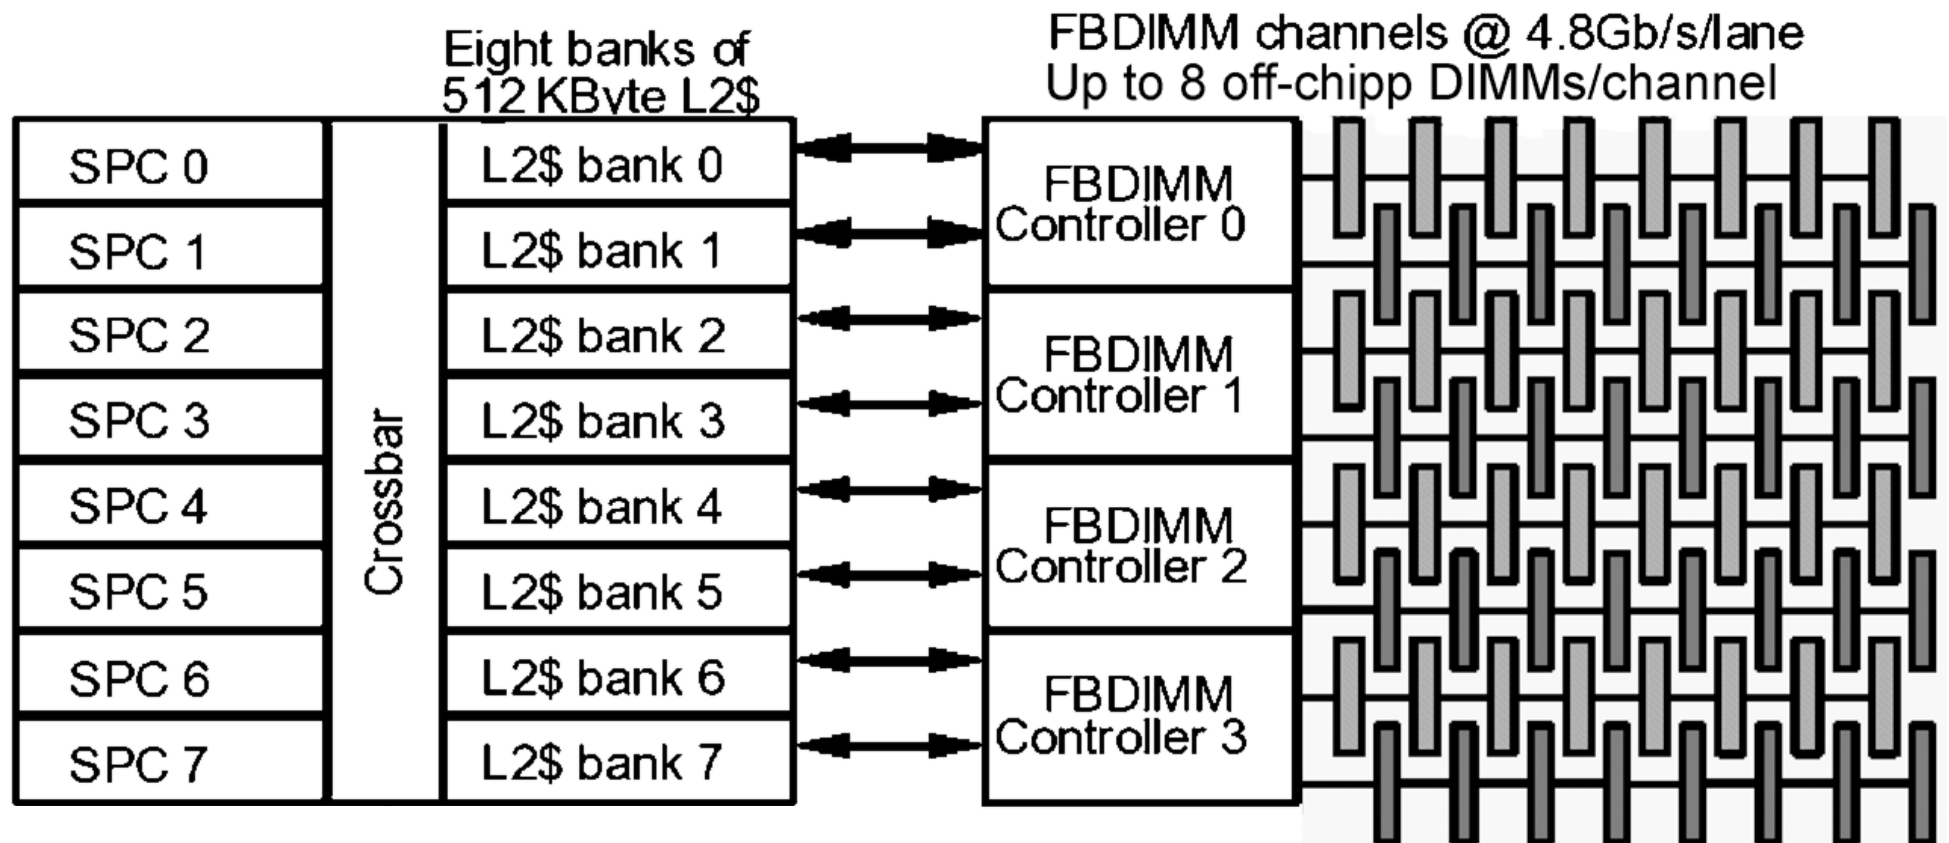 Eight banks of
512 KByte L2$
FBDIMM channels @ 4.8Gb/s/lane
Up to 8 off-chipp DIMMs/channel
SPC 0
SPC 1
SPC 2
SPC 3
SPC 4
SPC 5
SPC 6
SPC 7
Crossbar
L2$ bank 0
L2$ bank 1
L2$ bank 2
L2$ bank 3
L2$ bank 4
L2$ bank 5
L2$ bank 6
L2$ bank 7
FBDIMM
Controller 0
FBDIMM
Controller 1
FBDIMM
Controller 2
FBDIMM
Controller 3